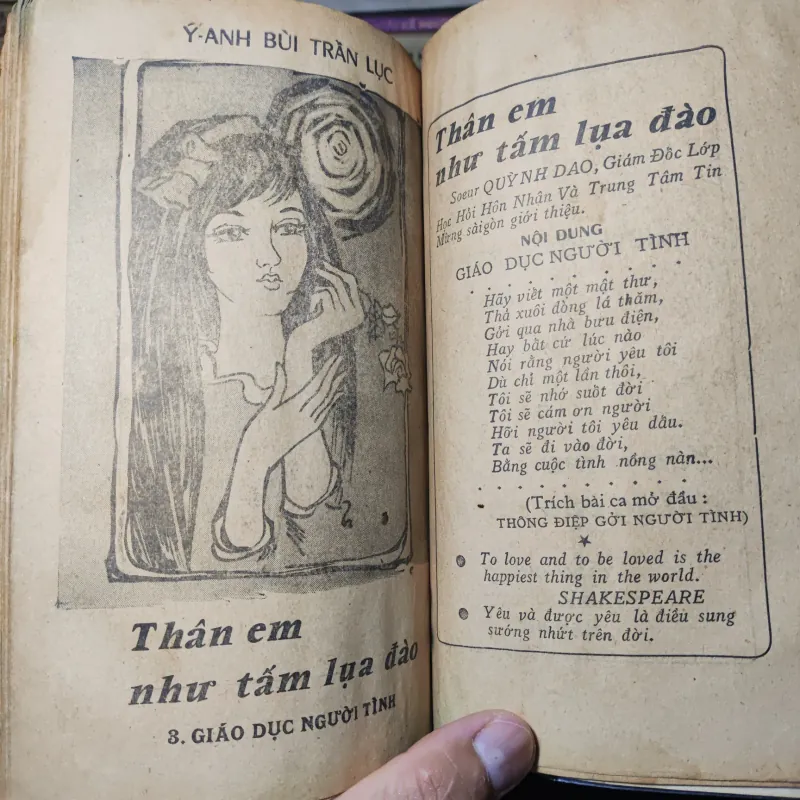 Ý-ANH BÙI TRẦN LỤC
Thân em
như tấm lụa đào
3. GIÁO DỤC NGƯỜI TÌNH
Thân em
như tấm lụa đào
Soeur QUỲNH DAO, Giám Đốc Lớp
Học Hỏi Hôn Nhân Và Trung Tâm Tin
Mừng sàigòn giới thiệu.
NỘI DUNG
GIÁO DỤC NGƯỜI TÌNH
. . . . . . . . .
Hãy viết một mật thư,
Thả xuôi dòng lá thăm,
Gởi qua nhà bưu điện,
Hay bất cứ lúc nào
Nói rằng người yêu tôi
Dù chỉ một lần thôi,
Tôi sẽ nhớ suốt đời
Tôi sẽ cám ơn người
Hỡi người tôi yêu dấu.
Ta sẽ đi vào đời,
Bằng cuộc tình nồng nàn...
. . . . . . . . . .
(Trích bài ca mở đầu :
THÔNG ĐIỆP GỞI NGƯỜI TÌNH)
★
● To love and to be loved is the
happiest thing in the world.
SHAKESPEARE
● Yêu và được yêu là điều sung
sướng nhứt trên đời.